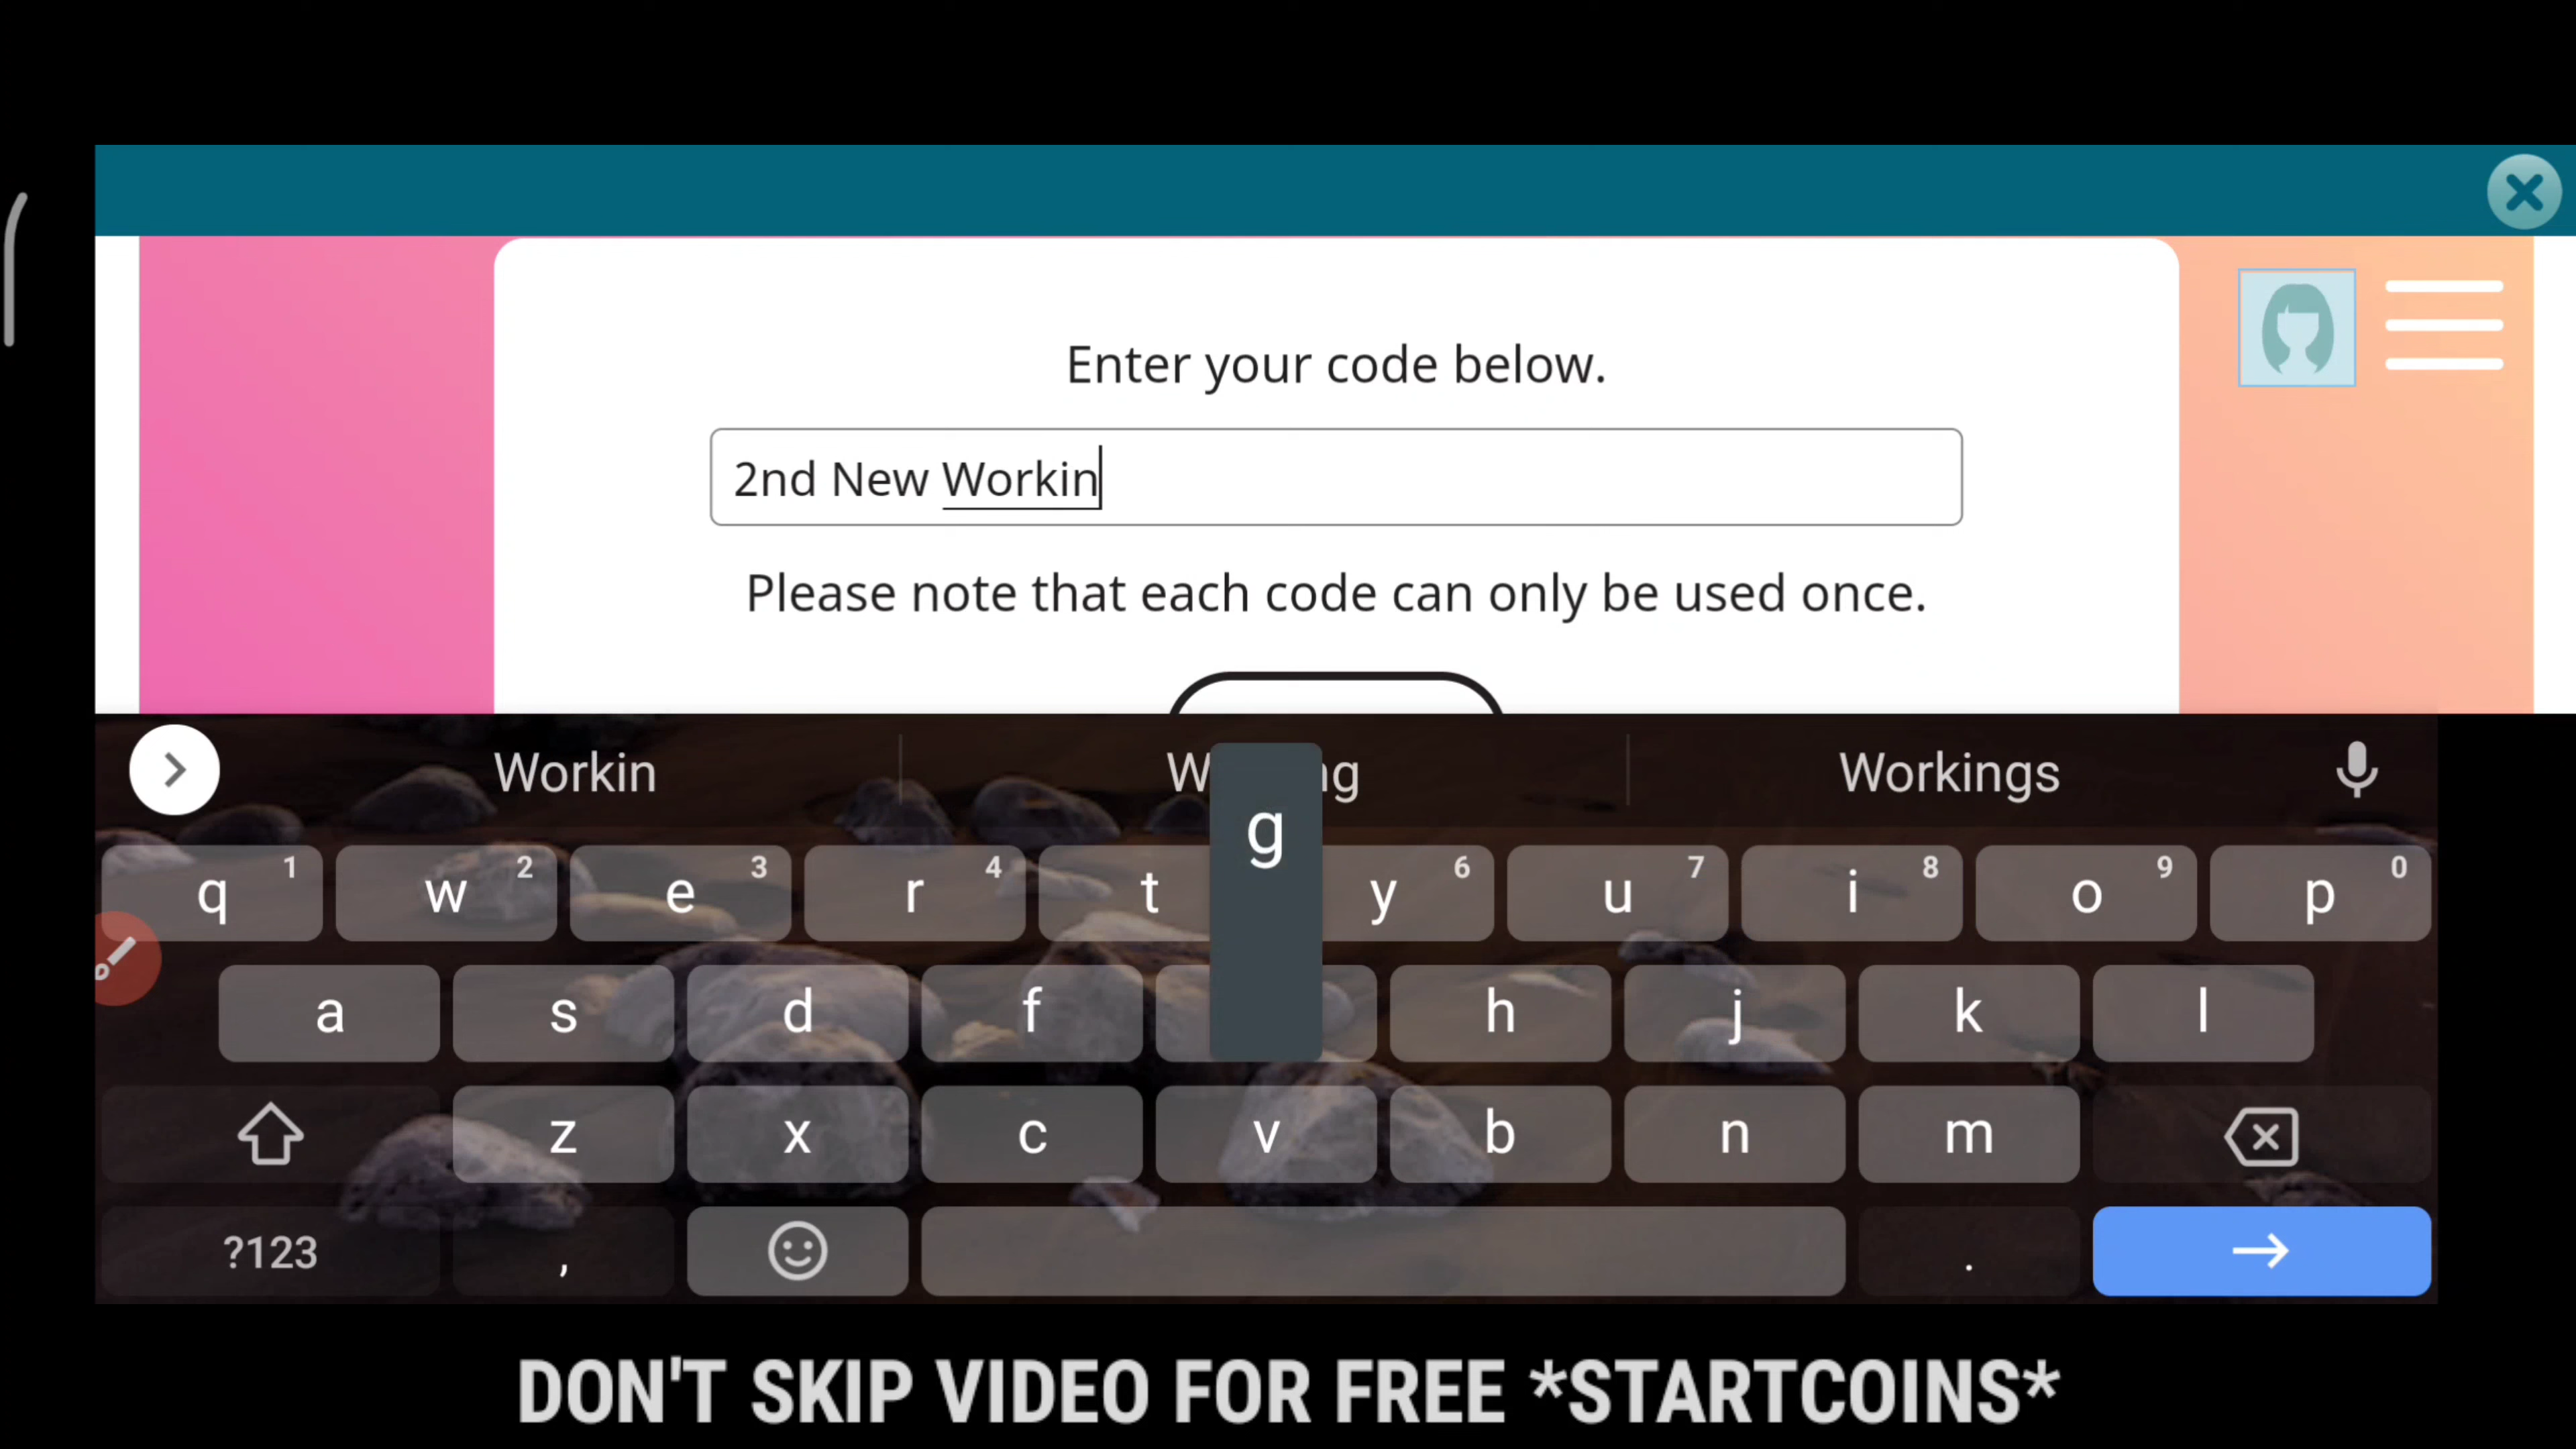 Enter your code below.
2nd New Workin
Please note that each code can only be used once.
Workin
Workings
g
q 1 w 2 e 3 r 4 t y 6 u 7 i 8 o 9 p 0
a s d f h j k l
z x c v b n m
?123 , .
DON'T SKIP VIDEO FOR FREE *STARTCOINS*